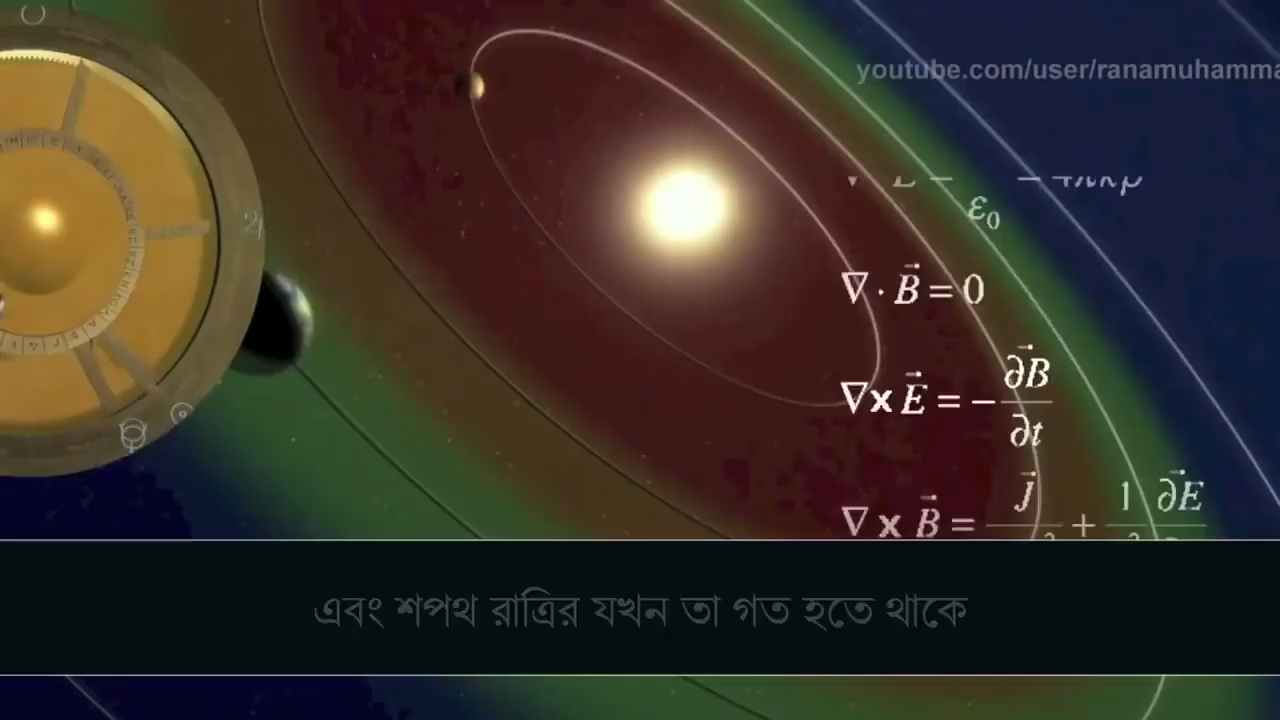 youtube.com/user/ranamuhamma
ε₀
∇ · B⃗ = 0
∇ x E⃗ = − ∂B⃗/∂t
∇ x B⃗ = J⃗ + 1 ∂E⃗
এবং শপথ রাত্রির যখন তা গত হতে থাকে